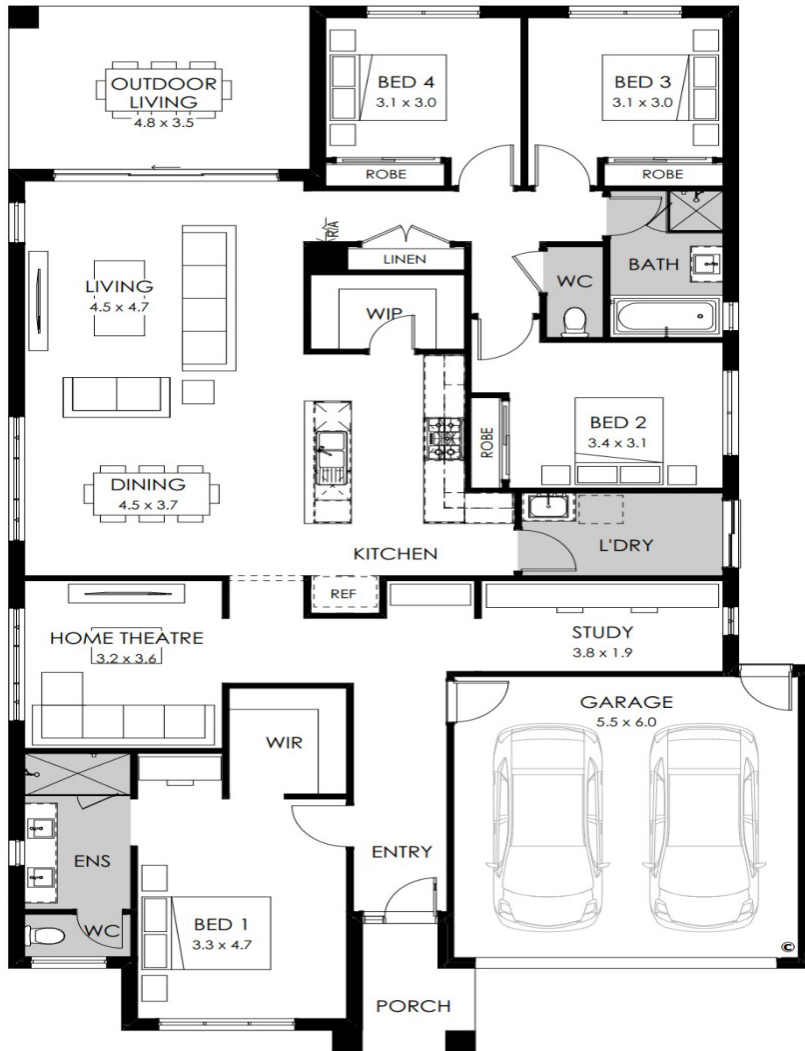 OUTDOOR
LIVING
4.8 x 3.5
BED 4
3.1 x 3.0
BED 3
3.1 x 3.0
ROBE
ROBE
R/A
LINEN
WIP
WC
BATH
LIVING
4.5 x 4.7
BED 2
3.4 x 3.1
ROBE
DINING
4.5 x 3.7
KITCHEN
L'DRY
REF
HOME THEATRE
3.2 x 3.6
STUDY
3.8 x 1.9
WIR
GARAGE
5.5 x 6.0
ENS
ENTRY
WC
BED 1
3.3 x 4.7
PORCH
©